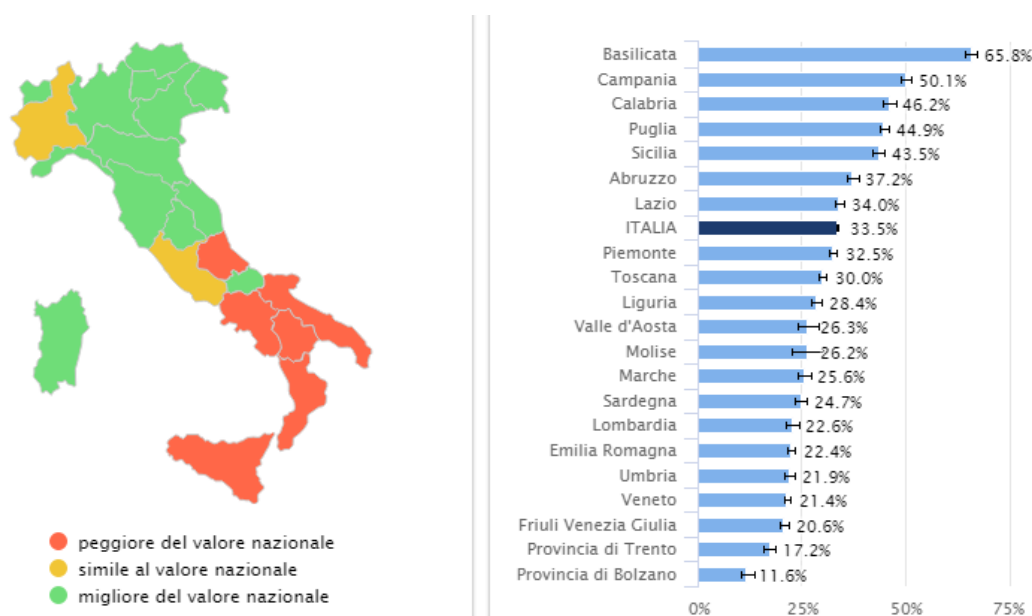 peggiore del valore nazionale
simile al valore nazionale
migliore del valore nazionale
Basilicata 65.8%
Campania 50.1%
Calabria 46.2%
Puglia 44.9%
Sicilia 43.5%
Abruzzo 37.2%
Lazio 34.0%
ITALIA 33.5%
Piemonte 32.5%
Toscana 30.0%
Liguria 28.4%
Valle d'Aosta 26.3%
Molise 26.2%
Marche 25.6%
Sardegna 24.7%
Lombardia 22.6%
Emilia Romagna 22.4%
Umbria 21.9%
Veneto 21.4%
Friuli Venezia Giulia 20.6%
Provincia di Trento 17.2%
Provincia di Bolzano 11.6%
0% 25% 50% 75%